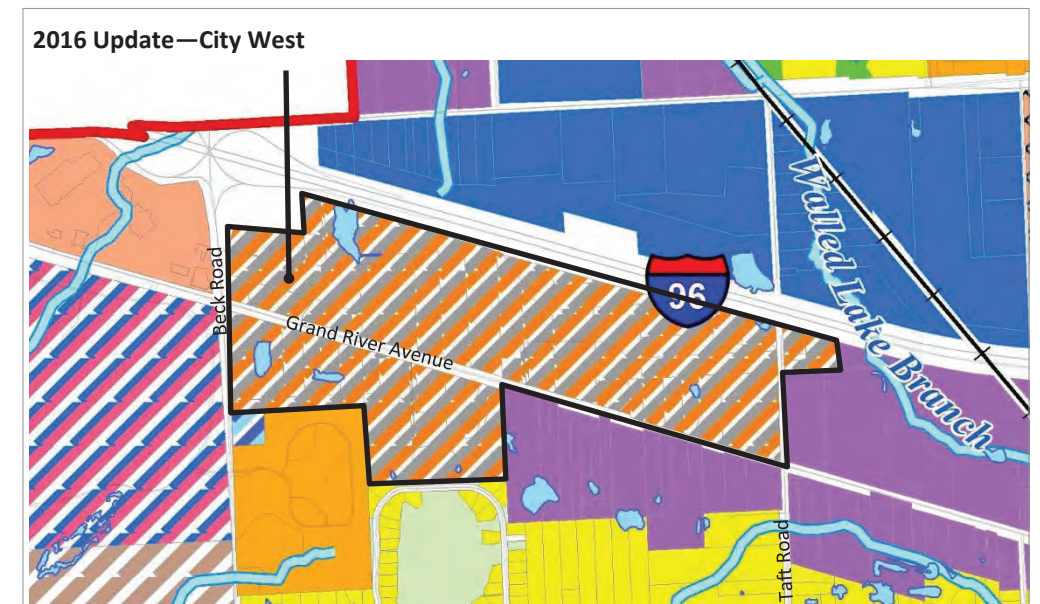 2016 Update—City West
Beck Road
Grand River Avenue
96
Walled Lake Branch
Taft Road